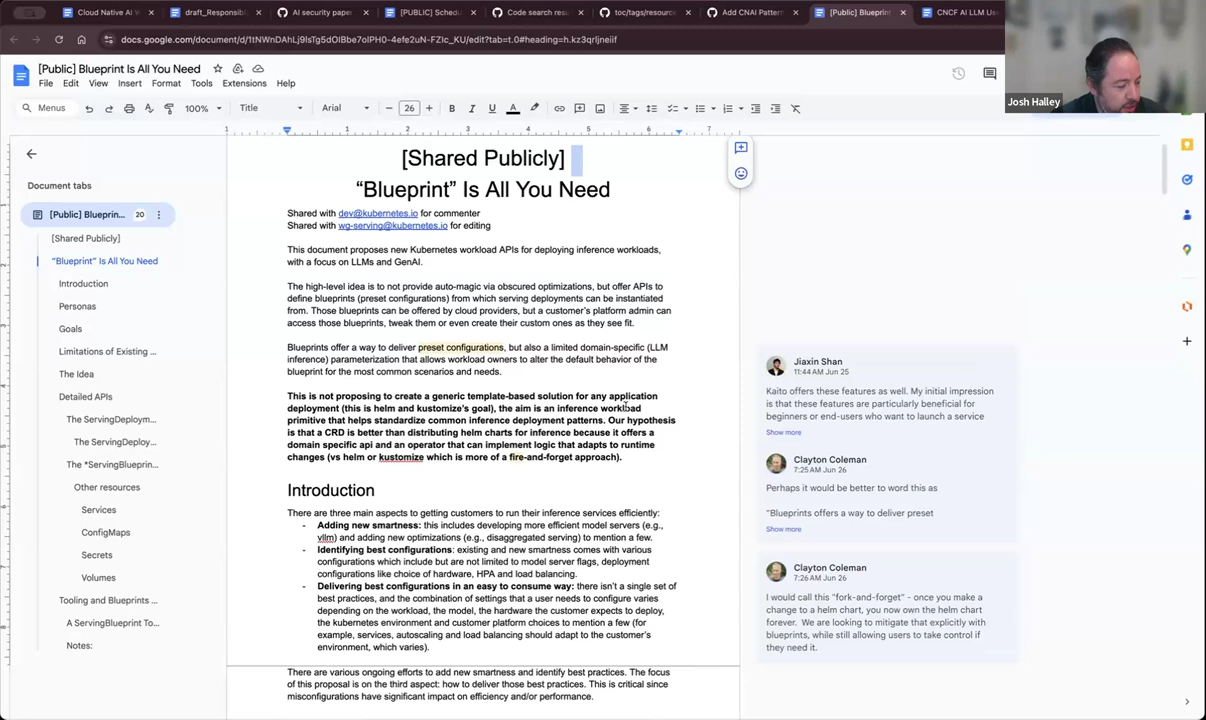 Cloud Native AI W
draft_Responsibl
AI security paper
[PUBLIC] Schedu
Code search resu
toc/tags/resource
Add CNAI Pattern
[Public] Blueprint
CNCF AI LLM Us
docs.google.com/document/d/1tNWnDAhLj9lsTg5dOIBbe7oIPH0-4efe2uN-FZIc_KU/edit?tab=t.0#heading=h.kz3qrljneiif
[Public] Blueprint Is All You Need
File Edit View Insert Format Tools Extensions Help
Menus 100% Title Arial 26 B I U A
Josh Halley
1 1 2 3 4 5 6 7
Document tabs
[Public] Blueprin... 20
[Shared Publicly]
“Blueprint” Is All You Need
Introduction
Personas
Goals
Limitations of Existing ...
The Idea
Detailed APIs
The ServingDeploym...
The ServingDeploy...
The *ServingBlueprin...
Other resources
Services
ConfigMaps
Secrets
Volumes
Tooling and Blueprints ...
A ServingBlueprint To...
Notes:
[Shared Publicly]
“Blueprint” Is All You Need
Shared with dev@kubernetes.io for commenter
Shared with wg-serving@kubernetes.io for editing
This document proposes new Kubernetes workload APIs for deploying inference workloads,
with a focus on LLMs and GenAI.
The high-level idea is to not provide auto-magic via obscured optimizations, but offer APIs to
define blueprints (preset configurations) from which serving deployments can be instantiated
from. Those blueprints can be offered by cloud providers, but a customer’s platform admin can
access those blueprints, tweak them or even create their custom ones as they see fit.
Blueprints offer a way to deliver preset configurations, but also a limited domain-specific (LLM
inference) parameterization that allows workload owners to alter the default behavior of the
blueprint for the most common scenarios and needs.
This is not proposing to create a generic template-based solution for any application
deployment (this is helm and kustomize’s goal), the aim is an inference workload
primitive that helps standardize common inference deployment patterns. Our hypothesis
is that a CRD is better than distributing helm charts for inference because it offers a
domain specific api and an operator that can implement logic that adapts to runtime
changes (vs helm or kustomize which is more of a fire-and-forget approach).
Introduction
There are three main aspects to getting customers to run their inference services efficiently:
- Adding new smartness: this includes developing more efficient model servers (e.g.,
vllm) and adding new optimizations (e.g., disaggregated serving) to mention a few.
- Identifying best configurations: existing and new smartness comes with various
configurations which include but are not limited to model server flags, deployment
configurations like choice of hardware, HPA and load balancing.
- Delivering best configurations in an easy to consume way: there isn’t a single set of
best practices, and the combination of settings that a user needs to configure varies
depending on the workload, the model, the hardware the customer expects to deploy,
the kubernetes environment and customer platform choices to mention a few (for
example, services, autoscaling and load balancing should adapt to the customer’s
environment, which varies).
There are various ongoing efforts to add new smartness and identify best practices. The focus
of this proposal is on the third aspect: how to deliver those best practices. This is critical since
misconfigurations have significant impact on efficiency and/or performance.
Jiaxin Shan
11:44 AM Jun 25
Kaito offers these features as well. My initial impression
is that these features are particularly beneficial for
beginners or end-users who want to launch a service
Show more
Clayton Coleman
7:25 AM Jun 26
Perhaps it would be better to word this as
"Blueprints offers a way to deliver preset
Show more
Clayton Coleman
7:26 AM Jun 26
I would call this "fork-and-forget" - once you make a
change to a helm chart, you now own the helm chart
forever. We are looking to mitigate that explicitly with
blueprints, while still allowing users to take control if
they need it.